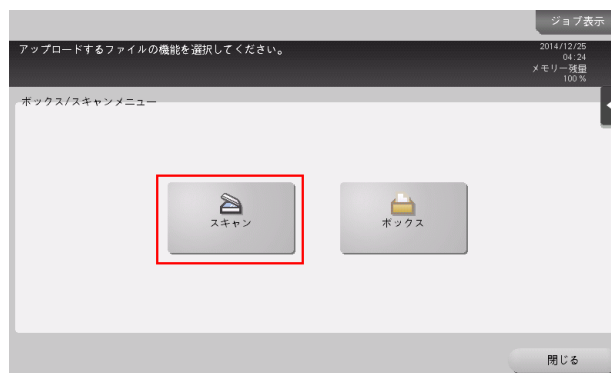 ジョブ表示
アップロードするファイルの機能を選択してください。
2014/12/25
04:24
メモリー残量
100%
ボックス/スキャンメニュー
スキャン
ボックス
閉じる